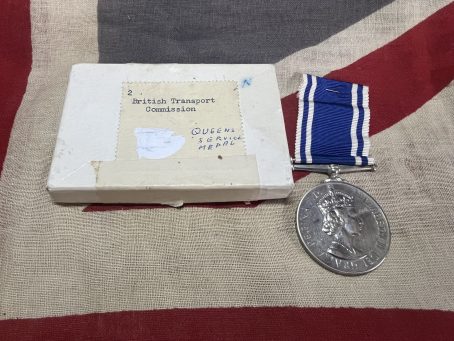 2.
British Transport
Commission
QUEENS
SERVICE
MEDAL